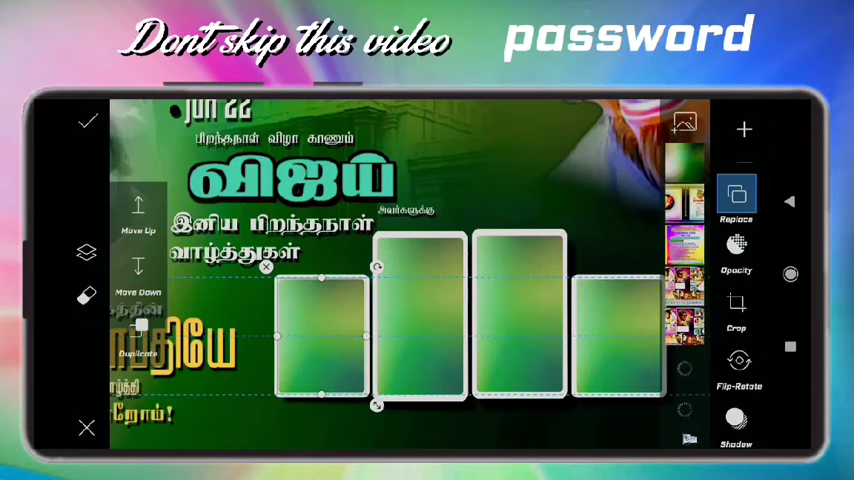 Dont skip this video
password
Jun 22
பிறந்தநாள் விழா காணும்
விஜய்
அவர்களுக்கு
இனிய பிறந்தநாள்
வாழ்த்துகள்
Move Up
Move Down
Duplicate
Replace
Opacity
Crop
Flip-Rotate
Shadow